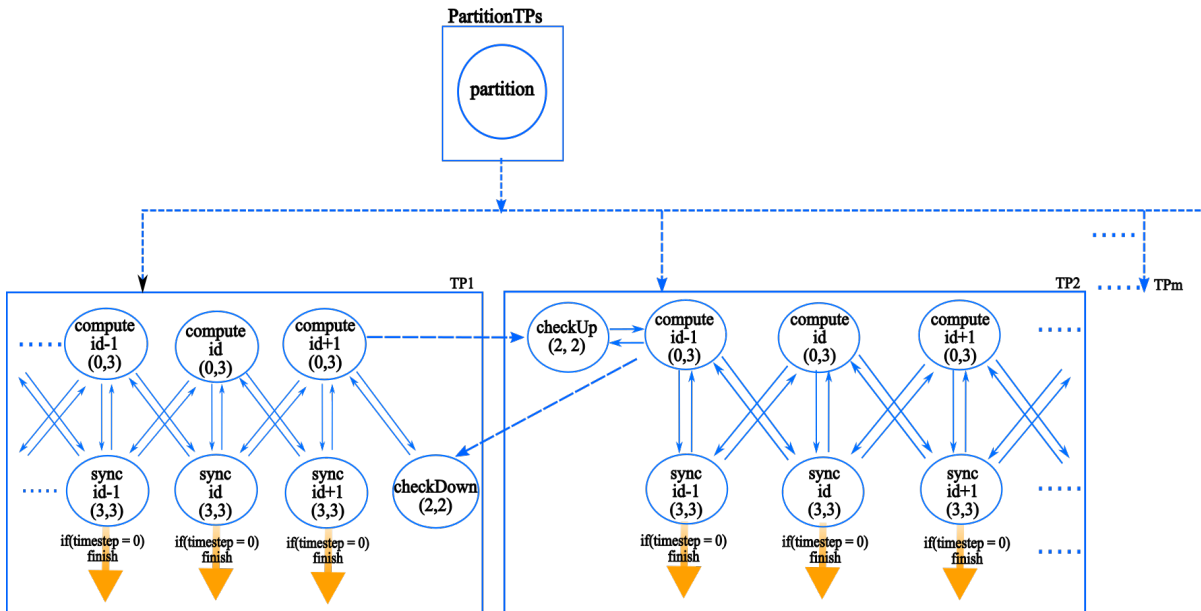 PartitionTPs
partition
TP1
TP2
TPm
compute
id-1
(0,3)
compute
id
(0,3)
compute
id+1
(0,3)
checkUp
(2, 2)
compute
id-1
(0,3)
compute
id
(0,3)
compute
id+1
(0,3)
sync
id-1
(3,3)
sync
id
(3,3)
sync
id+1
(3,3)
checkDown
(2,2)
sync
id-1
(3,3)
sync
id
(3,3)
sync
id+1
(3,3)
if(timestep = 0)
finish
if(timestep = 0)
finish
if(timestep = 0)
finish
if(timestep = 0)
finish
if(timestep = 0)
finish
if(timestep = 0)
finish